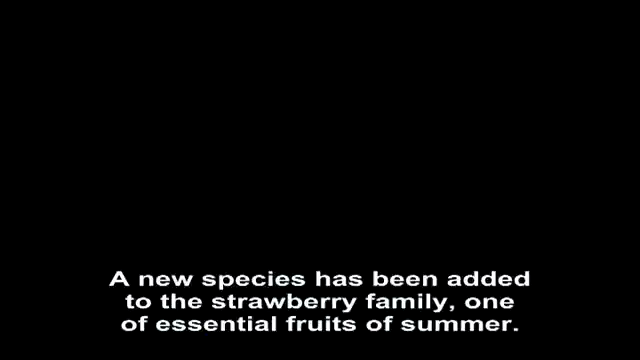 A new species has been added
to the strawberry family, one
of essential fruits of summer.